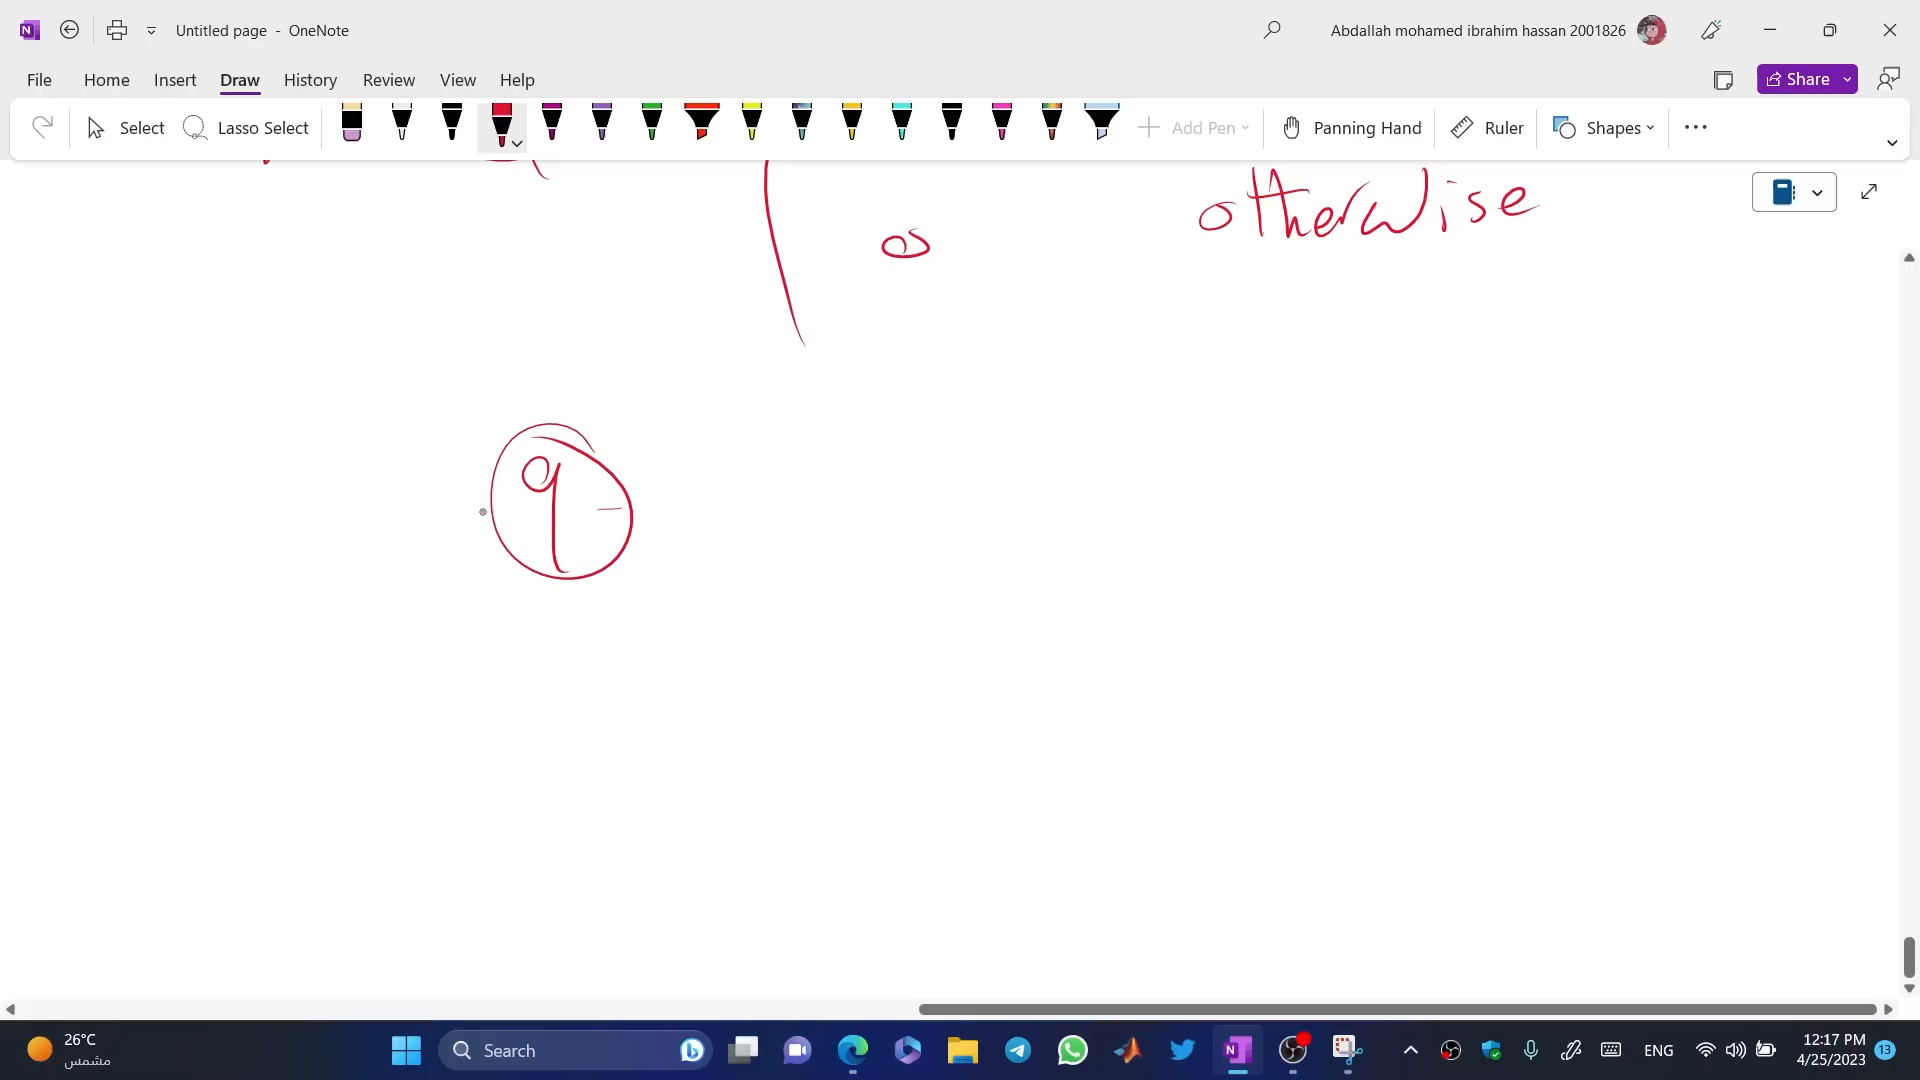 Untitled page - OneNote
Abdallah mohamed ibrahim hassan 2001826
File Home Insert Draw History Review View Help
Share
Select Lasso Select Add Pen Panning Hand Ruler Shapes
otherwise
9
Search
26°C
مشمس
ENG
12:17 PM
4/25/2023
13